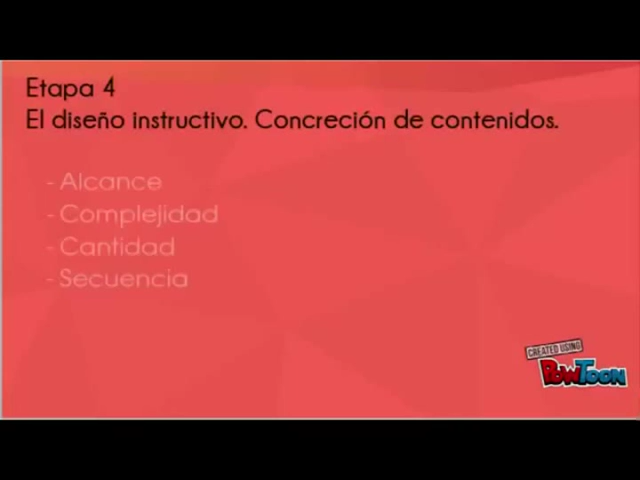 Etapa 4
El diseño instructivo. Concreción de contenidos.
- Alcance
- Complejidad
- Cantidad
- Secuencia
CREATED USING
POWTOON